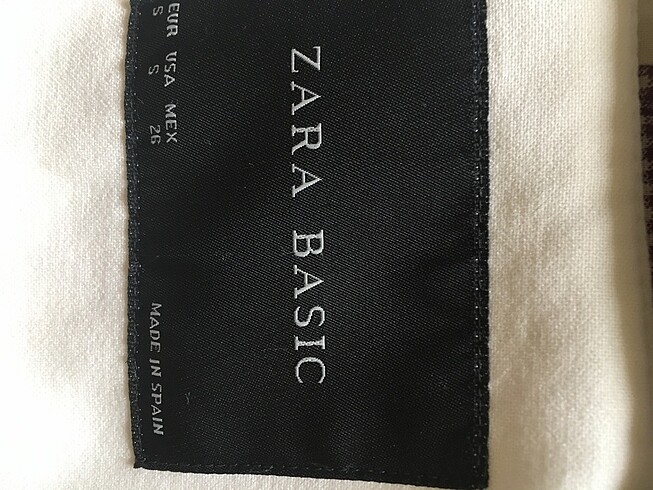 ZARA BASIC
EUR USA MEX
S S 26
MADE IN SPAIN